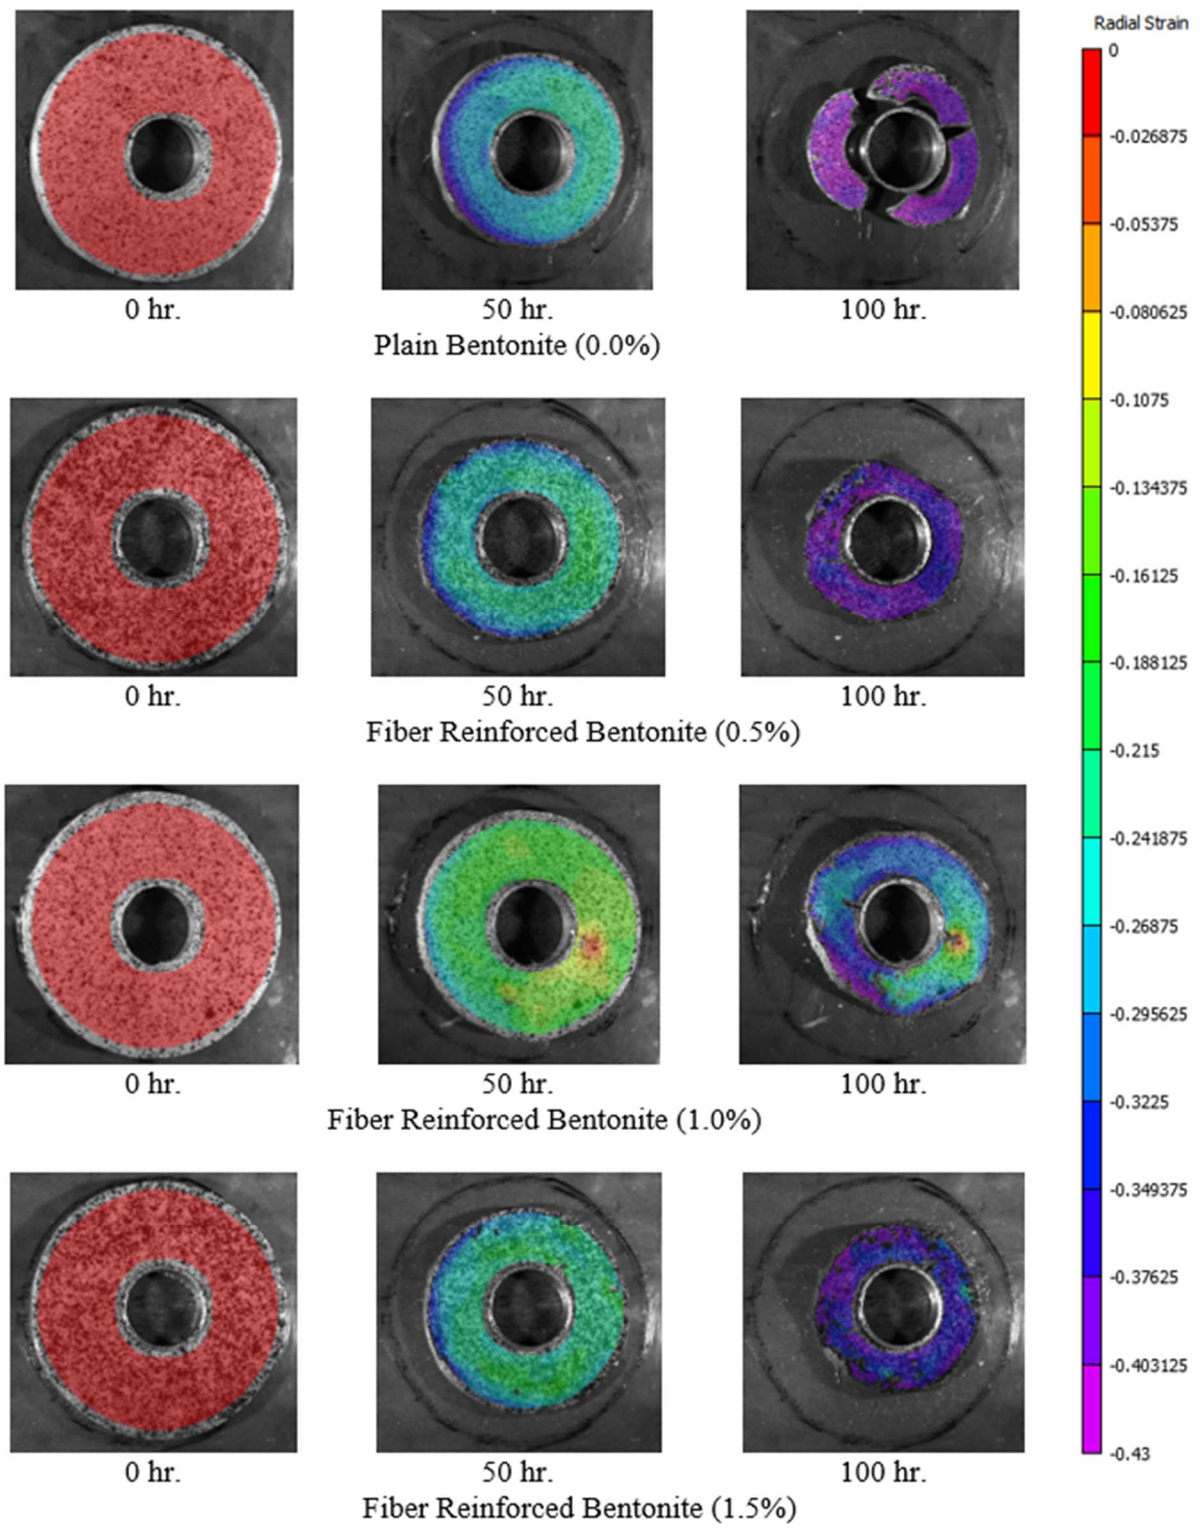 Radial Strain
0
-0.026875
-0.05375
-0.080625
-0.1075
-0.134375
-0.16125
-0.188125
-0.215
-0.241875
-0.26875
-0.295625
-0.3225
-0.349375
-0.37625
-0.403125
-0.43
0 hr.
50 hr.
100 hr.
Plain Bentonite (0.0%)
0 hr.
50 hr.
100 hr.
Fiber Reinforced Bentonite (0.5%)
0 hr.
50 hr.
100 hr.
Fiber Reinforced Bentonite (1.0%)
0 hr.
50 hr.
100 hr.
Fiber Reinforced Bentonite (1.5%)